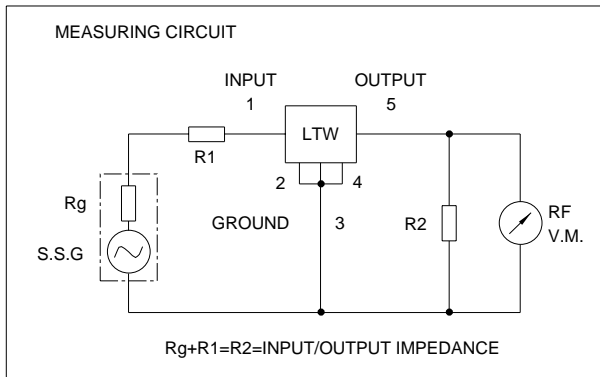 MEASURING CIRCUIT
INPUT OUTPUT
1 5
LTW
R1
2 4
Rg
GROUND 3
R2
RF
V.M.
S.S.G
Rg+R1=R2=INPUT/OUTPUT IMPEDANCE